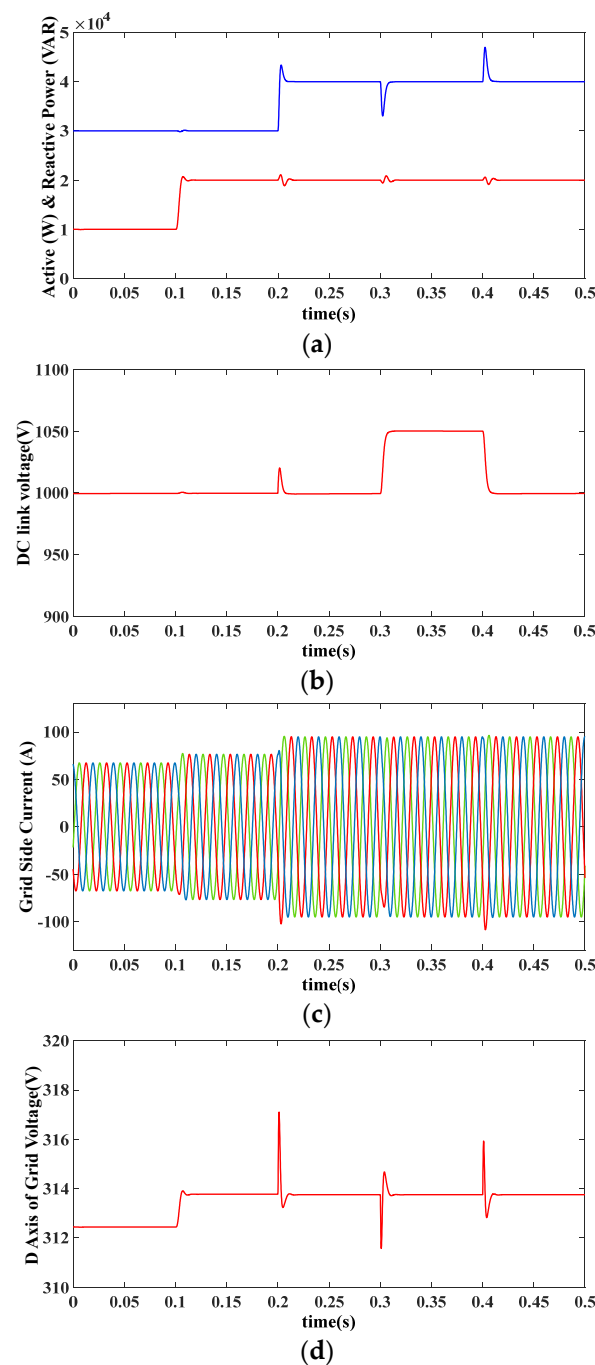 ×10⁴
Active (W) & Reactive Power (VAR)
5
4
3
2
1
0
0 0.05 0.1 0.15 0.2 0.25 0.3 0.35 0.4 0.45 0.5
time(s)
(a)
DC link voltage(V)
1100
1050
1000
950
900
0 0.05 0.1 0.15 0.2 0.25 0.3 0.35 0.4 0.45 0.5
time(s)
(b)
Grid Side Current (A)
100
50
0
-50
-100
0 0.05 0.1 0.15 0.2 0.25 0.3 0.35 0.4 0.45 0.5
time(s)
(c)
D Axis of Grid Voltage(V)
320
318
316
314
312
310
0 0.05 0.1 0.15 0.2 0.25 0.3 0.35 0.4 0.45 0.5
time(s)
(d)